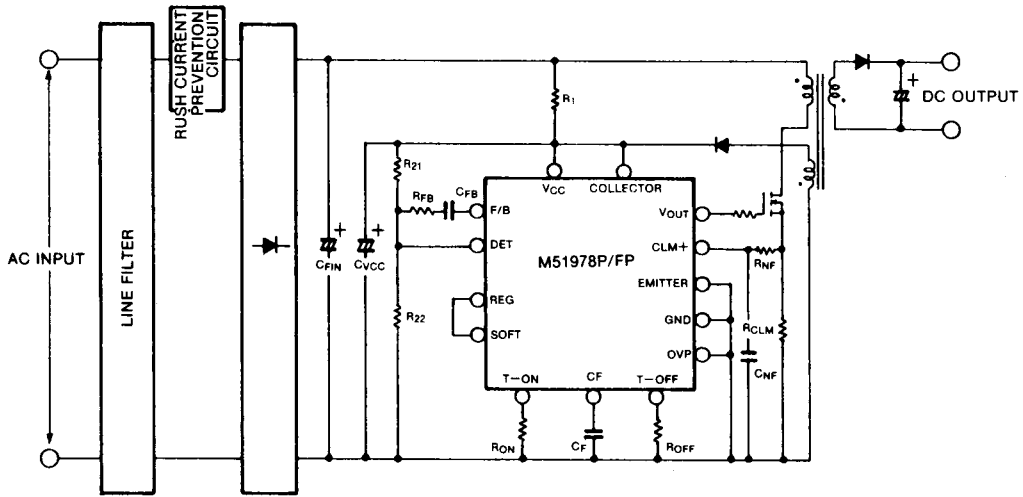 AC INPUT
LINE FILTER
RUSH CURRENT
PREVENTION
CIRCUIT
+
CFIN
+
CVCC
R1
R21
RFB
CFB
R22
VCC
COLLECTOR
F/B
DET
REG
SOFT
M51978P/FP
VOUT
CLM+
EMITTER
GND
OVP
T-ON
CF
T-OFF
RON
CF
ROFF
RNF
RCLM
CNF
+
DC OUTPUT